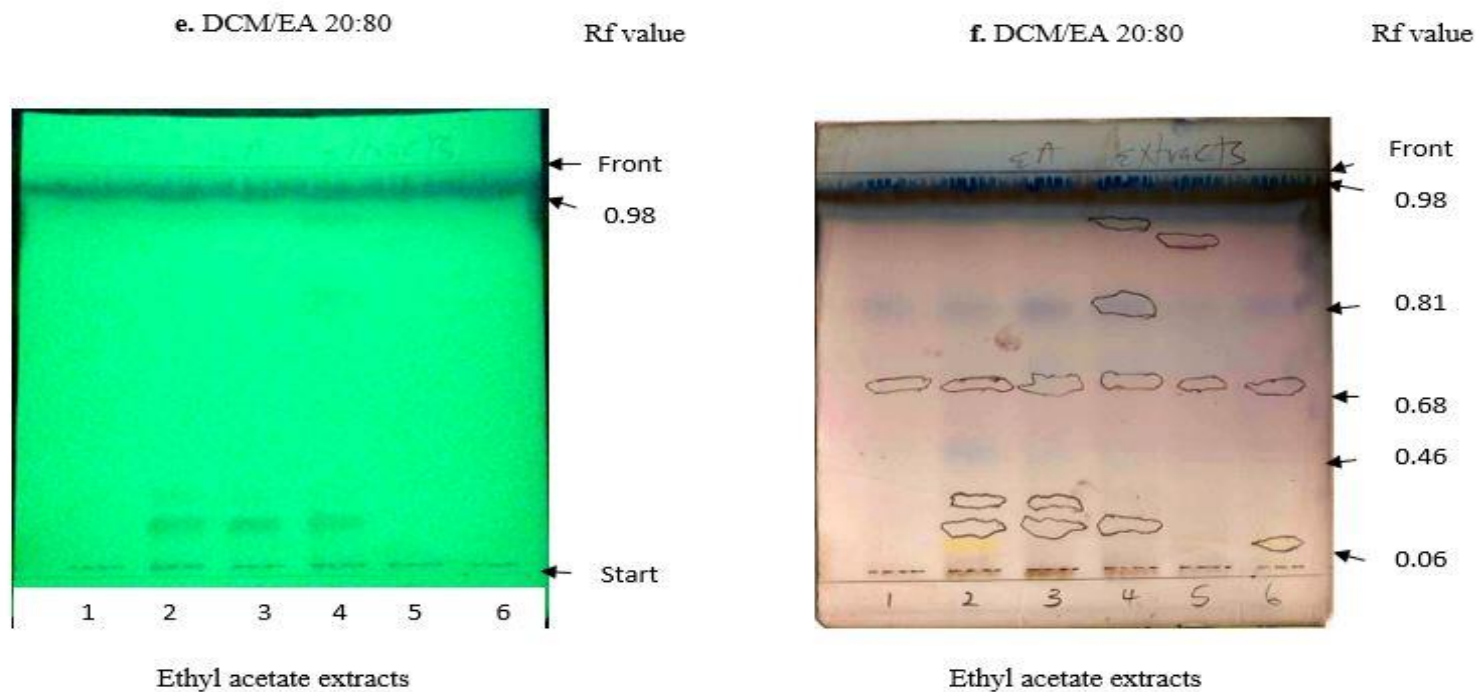 e. DCM/EA 20:80
Rf value
Front
0.98
Start
1 2 3 4 5 6
Ethyl acetate extracts
f. DCM/EA 20:80
Rf value
EA Extracts
Front
0.98
0.81
0.68
0.46
0.06
1 2 3 4 5 6
Ethyl acetate extracts